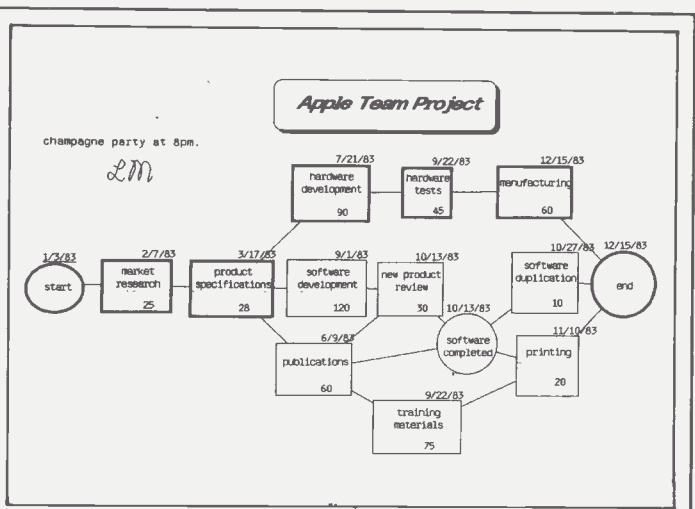 Apple Team Project
champagne party at 8pm.
LM
7/21/83
hardware
development
90
9/22/83
hardware
tests
45
12/15/83
manufacturing
60
1/3/83
start
2/7/83
market
research
25
3/17/83
product
specifications
28
9/1/83
software
development
120
10/13/83
new product
review
30
10/13/83
software
completed
10/27/83
software
duplication
10
12/15/83
end
6/9/83
publications
60
9/22/83
training
materials
75
11/10/83
printing
20